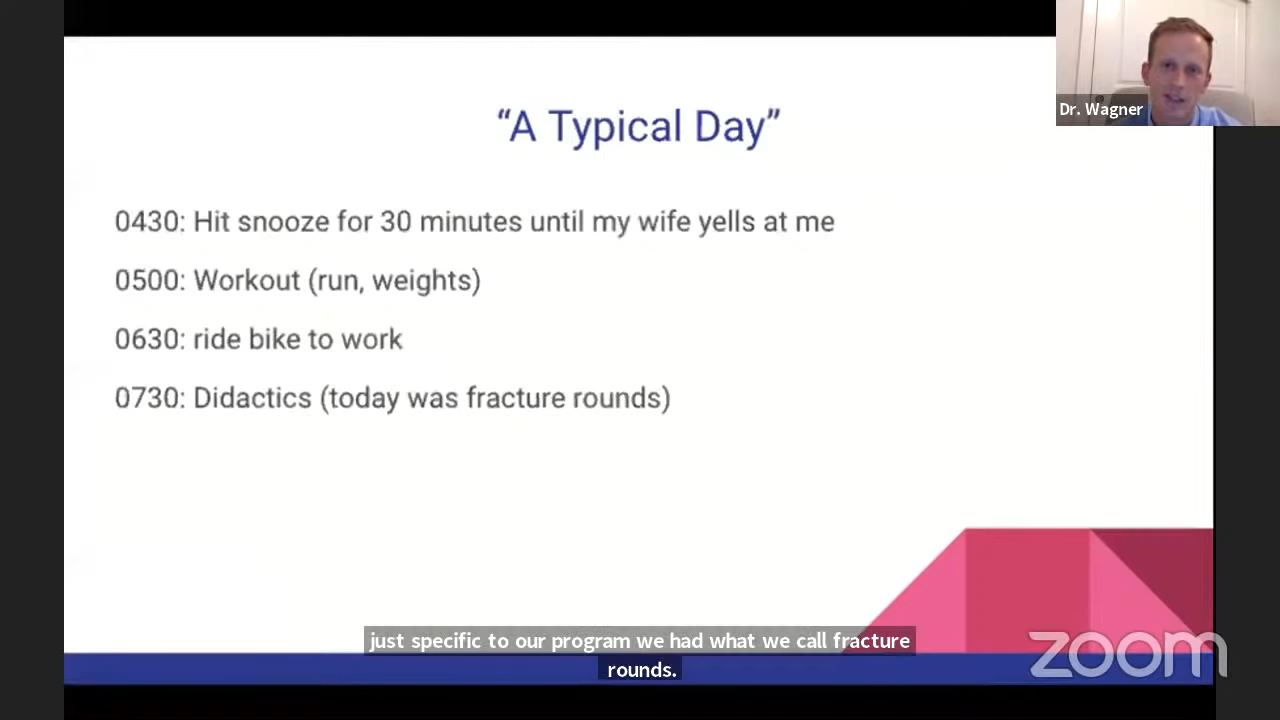 Dr. Wagner
“A Typical Day”
0430: Hit snooze for 30 minutes until my wife yells at me
0500: Workout (run, weights)
0630: ride bike to work
0730: Didactics (today was fracture rounds)
just specific to our program we had what we call fracture
rounds.
zoom